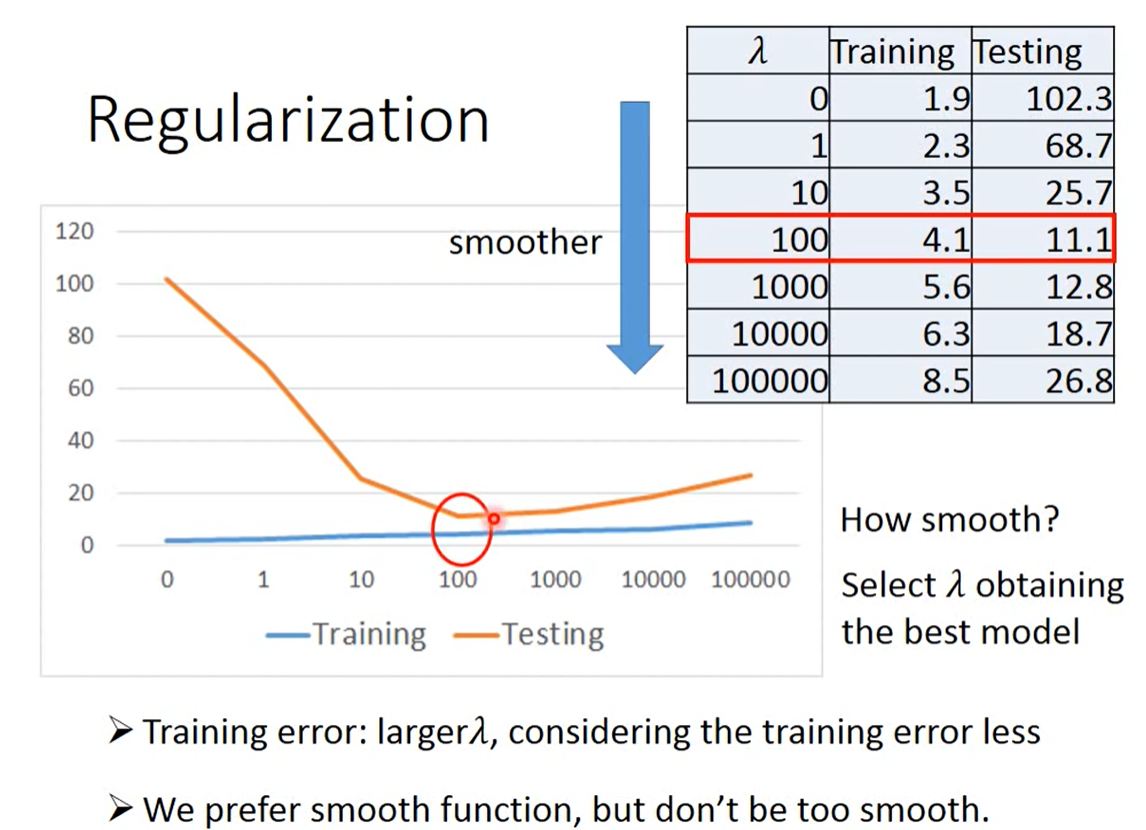 Regularization
smoother
λ Training Testing
0 1.9 102.3
1 2.3 68.7
10 3.5 25.7
100 4.1 11.1
1000 5.6 12.8
10000 6.3 18.7
100000 8.5 26.8
120
100
80
60
40
20
0
0 1 10 100 1000 10000 100000
Training Testing
How smooth?
Select λ obtaining
the best model
➤ Training error: largerλ, considering the training error less
➤ We prefer smooth function, but don’t be too smooth.